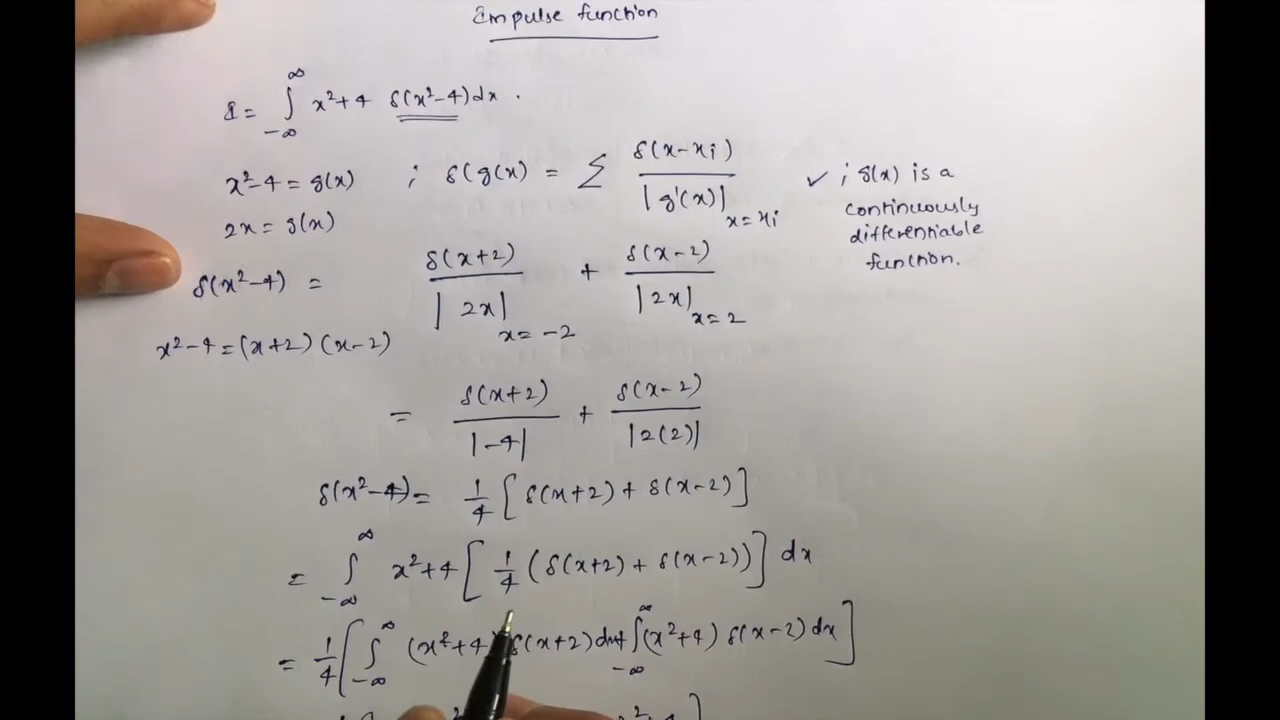 Impulse function
I = ∫_{-∞}^{∞} x²+4 δ(x²-4)dx .
x²-4 = g(x) ; δ(g(x) = Σ δ(x-xi) / |g'(x)| x=xi ✓ ; g(x) is a
continuously
differentiable
function.
2x = g(x)
δ(x²-4) = δ(x+2) / |2x| x=-2 + δ(x-2) / |2x| x=2
x²-4 = (x+2) (x-2)
= δ(x+2) / |-4| + δ(x-2) / |2(2)|
δ(x²-4) = 1/4 [δ(x+2) + δ(x-2)]
= ∫_{-∞}^{∞} x²+4 [1/4 (δ(x+2) + δ(x-2))] dx
= 1/4 [∫_{-∞}^{∞} (x²+4) δ(x+2) dx + ∫_{-∞}^{∞} (x²+4) δ(x-2) dx]